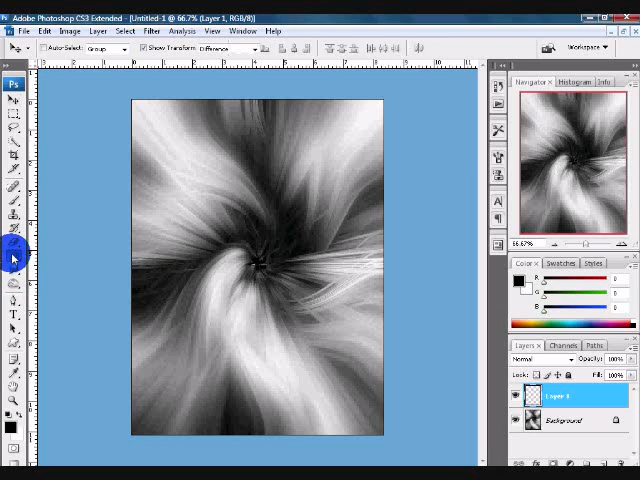 Adobe Photoshop CS3 Extended - [Untitled-1 @ 66.7% (Layer 1, RGB/8)]
File Edit Image Layer Select Filter Analysis View Window Help
Auto-Select: Group Show Transform Difference Workspace
Ps
Navigator Histogram Info
66.67%
Color Swatches Styles
R 0
G 0
B 0
Layers Channels Paths
Normal Opacity: 100%
Lock: Fill: 100%
Layer 1
Background